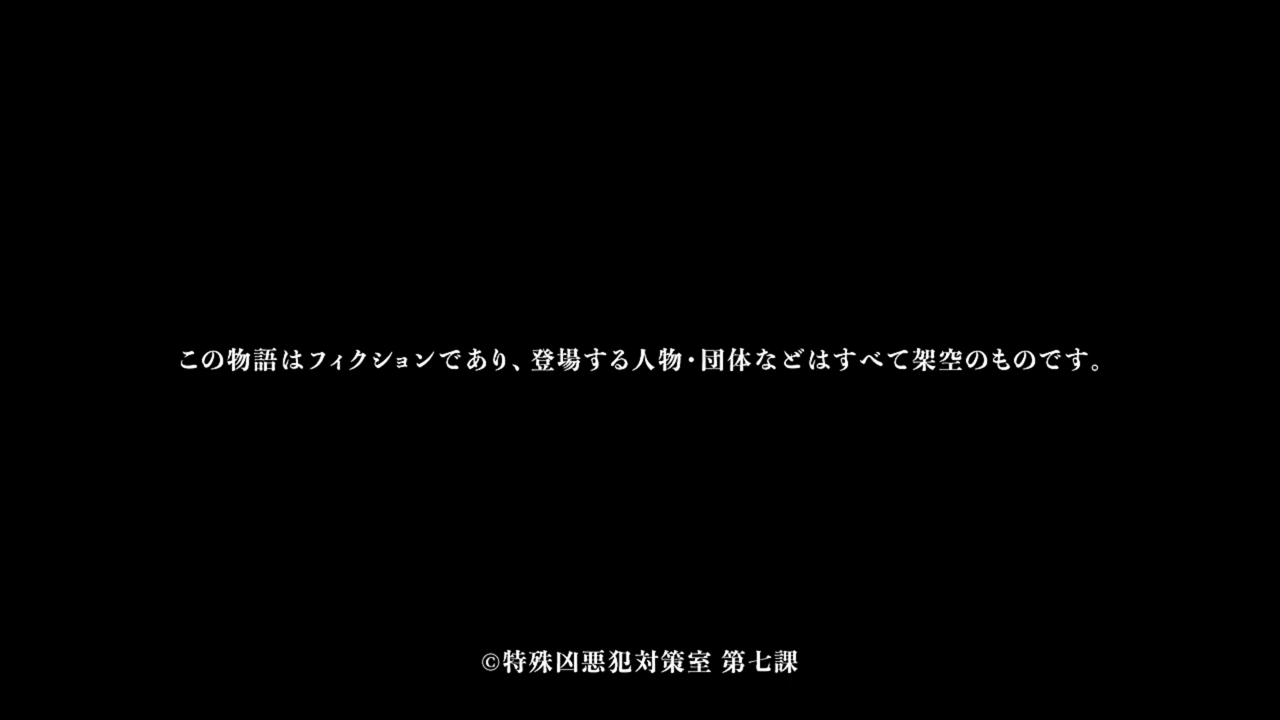 この物語はフィクションであり、登場する人物・団体などはすべて架空のものです。
©特殊凶悪犯対策室 第七課